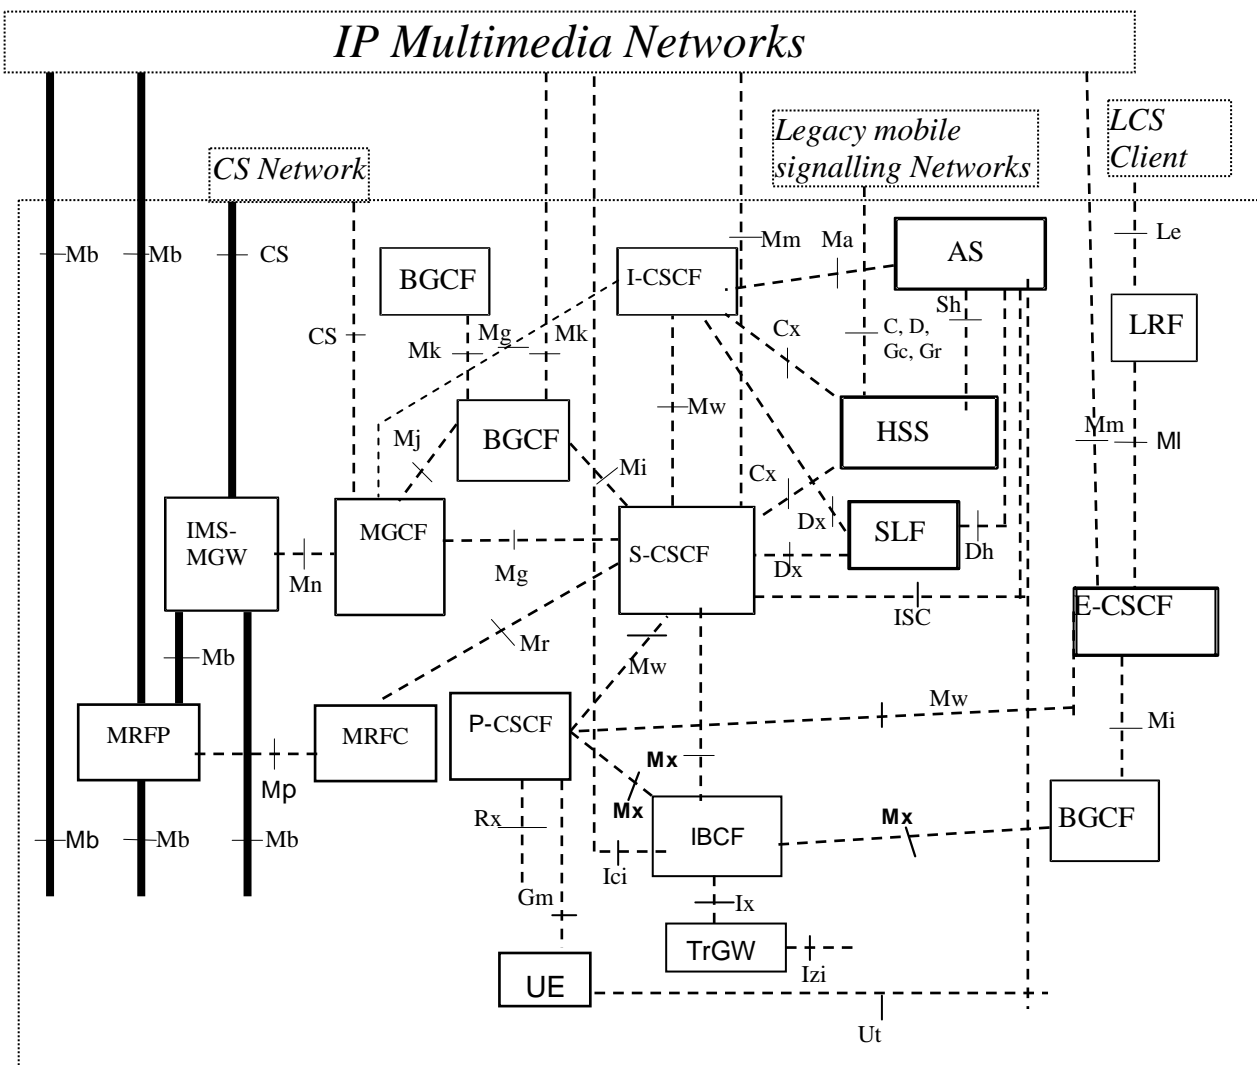 IP Multimedia Networks
Legacy mobile
signalling Networks
LCS
Client
CS Network
Mb
Mb
CS
BGCF
I-CSCF
Mm
Ma
AS
Le
Sh
CS
Mk
Mg
Mk
Cx
C, D,
Gc, Gr
LRF
Mw
Mj
BGCF
Mi
HSS
Mm
Ml
Cx
IMS-
MGW
Mn
MGCF
Mg
S-CSCF
Dx
Dx
SLF
Dh
ISC
E-CSCF
Mr
Mw
Mb
MRFP
Mp
MRFC
P-CSCF
Mw
Mi
Mx
Mx
Mb
Mb
Mb
Rx
IBCF
Mx
BGCF
Ici
Gm
Ix
TrGW
Izi
UE
Ut